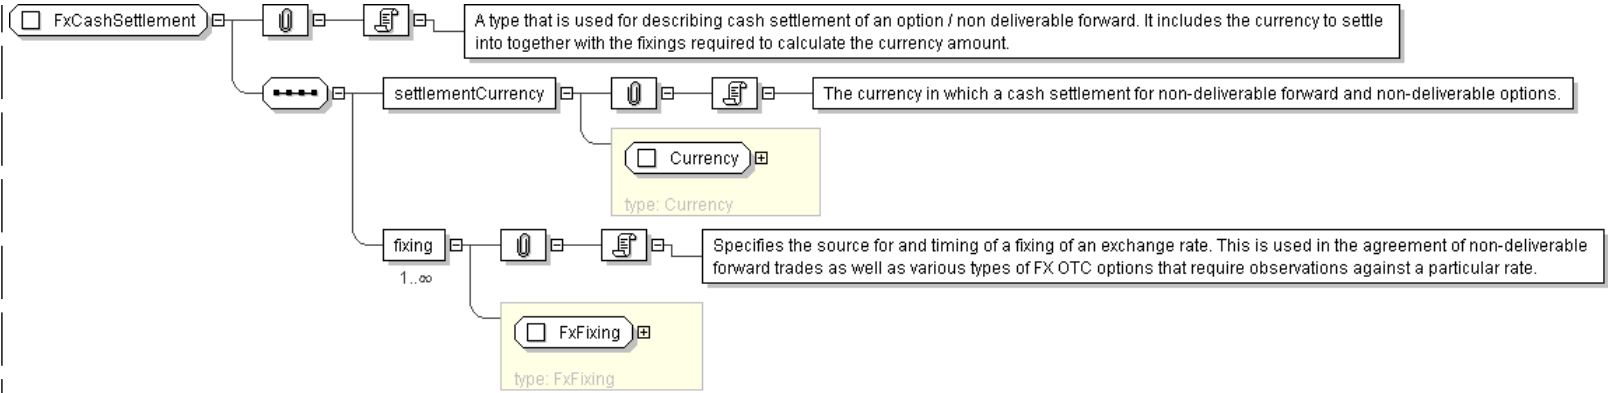 FxCashSettlement
A type that is used for describing cash settlement of an option / non deliverable forward. It includes the currency to settle
into together with the fixings required to calculate the currency amount.
settlementCurrency
The currency in which a cash settlement for non-deliverable forward and non-deliverable options.
Currency
type: Currency
fixing
1..∞
Specifies the source for and timing of a fixing of an exchange rate. This is used in the agreement of non-deliverable
forward trades as well as various types of FX OTC options that require observations against a particular rate.
FxFixing
type: FxFixing